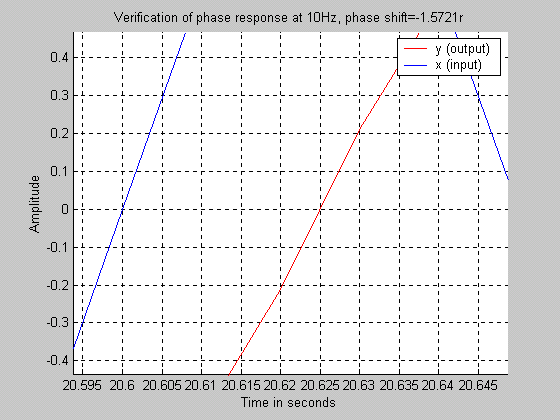 Verification of phase response at 10Hz, phase shift=-1.5721r
y (output)
x (input)
0.4
0.3
0.2
0.1
0
-0.1
-0.2
-0.3
-0.4
Amplitude
20.595 20.6 20.605 20.61 20.615 20.62 20.625 20.63 20.635 20.64 20.645
Time in seconds